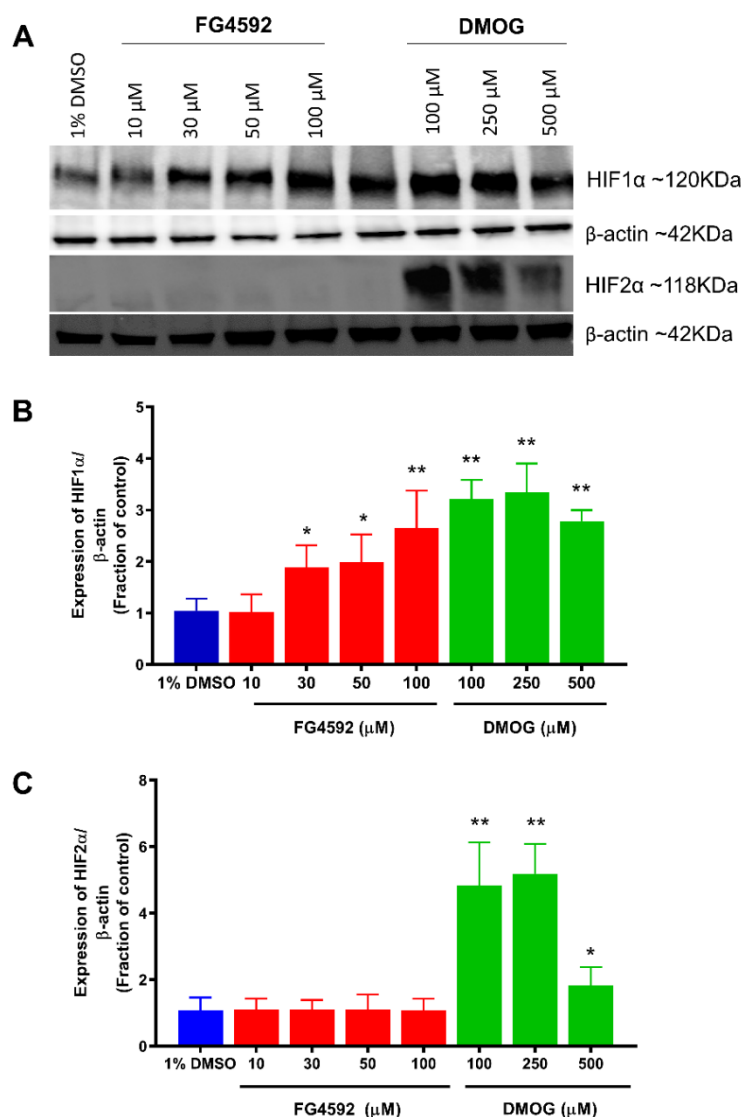 A
FG4592
DMOG
1% DMSO
10 µM
30 µM
50 µM
100 µM
100 µM
250 µM
500 µM
HIF1α ~120KDa
β-actin ~42KDa
HIF2α ~118KDa
β-actin ~42KDa
B
Expression of HIF1α/
β-actin
(Fraction of control)
5
4
3
2
1
0
*
*
**
**
**
**
1% DMSO 10 30 50 100 100 250 500
FG4592 (µM)
DMOG (µM)
C
Expression of HIF2α/
β-actin
(Fraction of control)
8
6
4
2
0
**
**
*
1% DMSO 10 30 50 100 100 250 500
FG4592 (µM)
DMOG (µM)